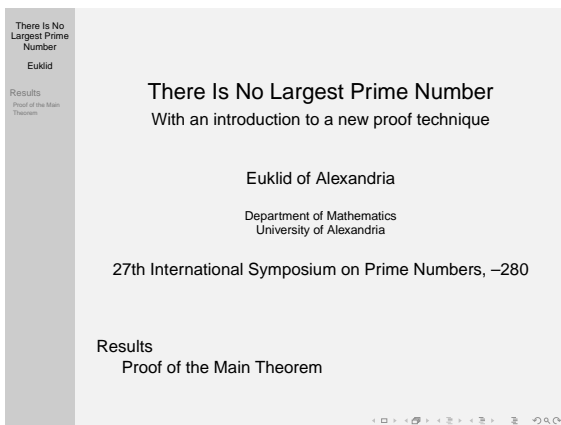 There Is No
Largest Prime
Number
Euklid
Results
Proof of the Main
Theorem
There Is No Largest Prime Number
With an introduction to a new proof technique
Euklid of Alexandria
Department of Mathematics
University of Alexandria
27th International Symposium on Prime Numbers, –280
Results
Proof of the Main Theorem